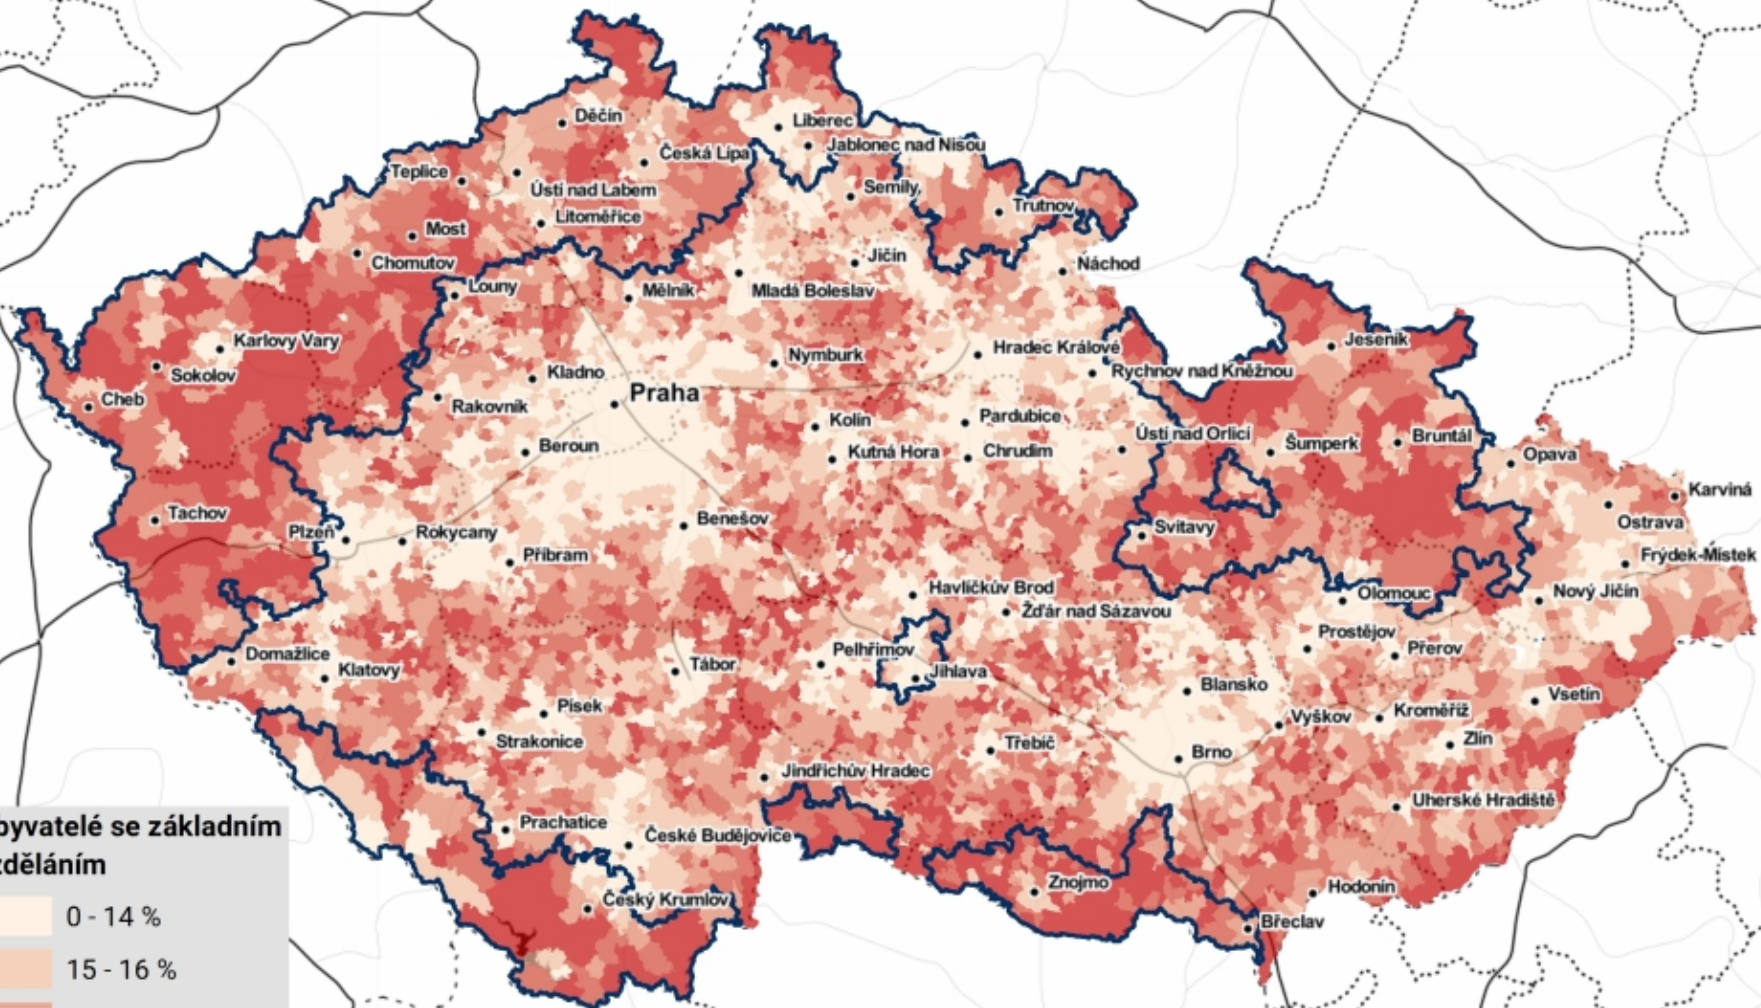 Děčín
Liberec
Jablonec nad Nisou
Česká Lípa
Teplice
Ústí nad Labem
Semily
Litoměřice
Trutnov
Most
Chomutov
Jičín
Náchod
Louny
Mělník
Mladá Boleslav
Karlovy Vary
Hradec Králové
Jeseník
Sokolov
Kladno
Nymburk
Rychnov nad Kněžnou
Cheb
Rakovník
Praha
Kolín
Pardubice
Beroun
Kutná Hora
Chrudim
Ústí nad Orlicí
Šumperk
Bruntál
Opava
Karviná
Tachov
Plzeň
Rokycany
Benešov
Svitavy
Ostrava
Příbram
Frýdek-Místek
Havlíčkův Brod
Žďár nad Sázavou
Olomouc
Nový Jičín
Domažlice
Klatovy
Tábor
Pelhřimov
Jihlava
Prostějov
Přerov
Blansko
Vsetín
Písek
Strakonice
Vyškov
Kroměříž
Třebíč
Brno
Zlín
Jindřichův Hradec
Uherské Hradiště
Prachatice
České Budějovice
Znojmo
Hodonín
Český Krumlov
Břeclav
byvatelé se základním
zděláním
0 - 14 %
15 - 16 %